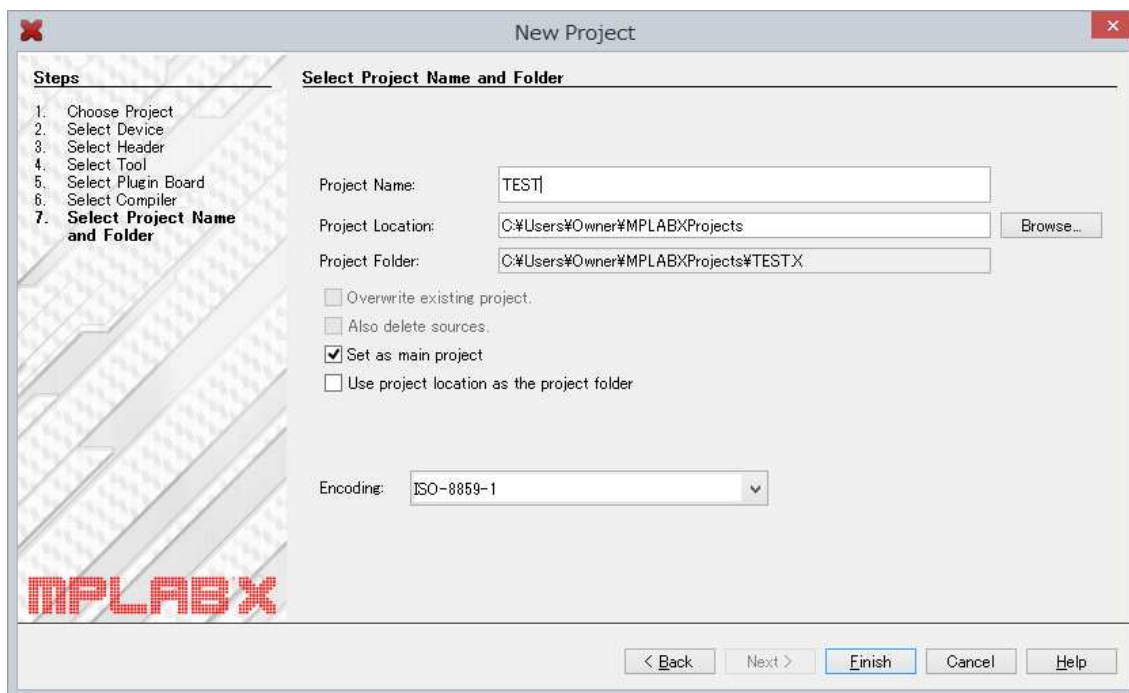 New Project
Steps
1. Choose Project
2. Select Device
3. Select Header
4. Select Tool
5. Select Plugin Board
6. Select Compiler
7. Select Project Name
and Folder
Select Project Name and Folder
Project Name: TEST
Project Location: C:¥Users¥Owner¥MPLABXProjects Browse...
Project Folder: C:¥Users¥Owner¥MPLABXProjects¥TEST.X
Overwrite existing project.
Also delete sources.
Set as main project
Use project location as the project folder
Encoding: ISO-8859-1
MPLAB X
< Back Next > Finish Cancel Help